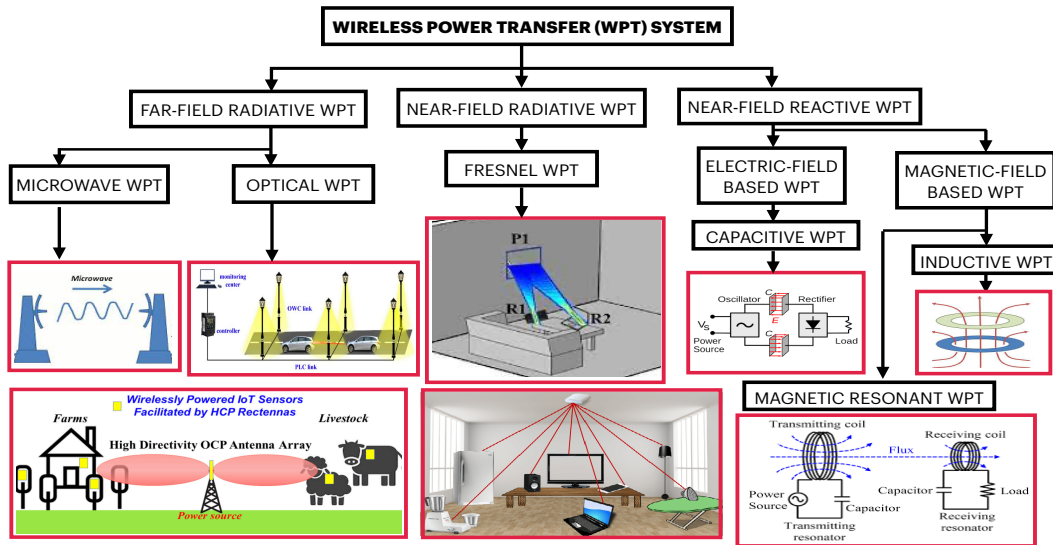 WIRELESS POWER TRANSFER (WPT) SYSTEM
FAR-FIELD RADIATIVE WPT
NEAR-FIELD RADIATIVE WPT
NEAR-FIELD REACTIVE WPT
MICROWAVE WPT
OPTICAL WPT
FRESNEL WPT
ELECTRIC-FIELD
BASED WPT
MAGNETIC-FIELD
BASED WPT
CAPACITIVE WPT
INDUCTIVE WPT
Microwave
monitoring
center
OWC link
controller
PLC link
P1
R1
R2
Oscillator
C
Rectifier
E
Vs
Power
Source
C
Load
MAGNETIC RESONANT WPT
Wirelessly Powered IoT Sensors
Facilitated by HCP Rectennas
Farms
Livestock
High Directivity OCP Antenna Array
Power source
Transmitting coil
Receiving coil
Flux
Power
Source
Capacitor
Capacitor
Load
Transmitting
resonator
Receiving
resonator